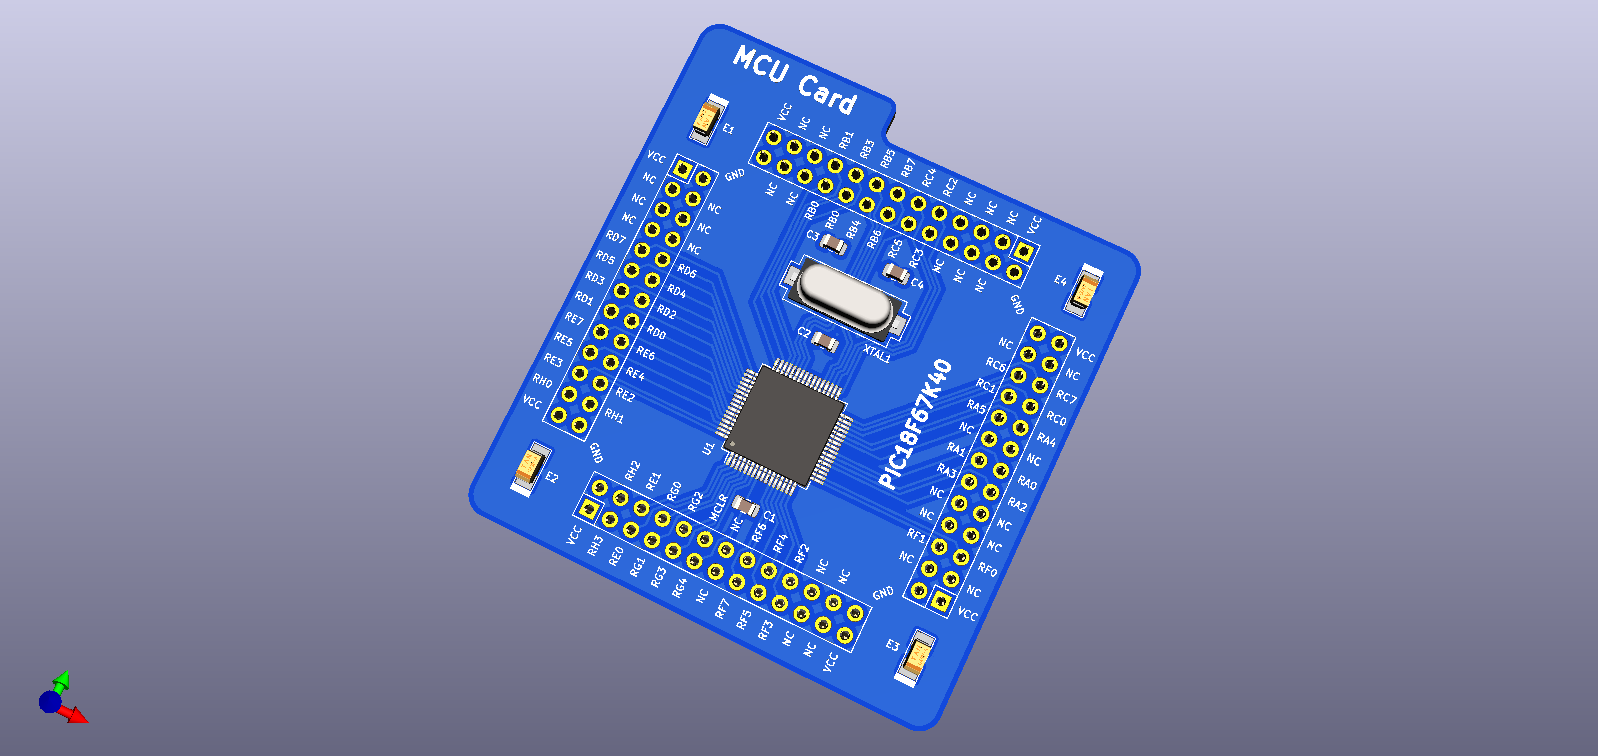 MCU Card
E1
VCC
NC
NC
RB1
RB3
RB5
RB7
RC4
RC2
NC
NC
NC
VCC
NC
NC
RB0
RB0
RB4
RB6
RC5
RC3
NC
NC
NC
GND
C3
C4
C2
XTAL1
E4
VCC
NC
NC
NC
RD7
RD5
RD3
RD1
RE7
RE5
RE3
RH0
VCC
GND
NC
NC
NC
RD6
RD4
RD2
RD0
RE6
RE4
RE2
RH1
GND
E2
U1
PIC18F67K40
NC
RC6
RC1
RA5
NC
RA1
RA3
NC
NC
RF1
NC
GND
VCC
NC
RC7
RC0
RA4
NC
RA0
RA2
NC
NC
RF0
NC
VCC
RH2
RE1
RG0
RG2
MCLR
NC
RF6
RF4
RF2
NC
NC
C1
VCC
RH3
RE0
RG1
RG3
RG4
NC
RF7
RF5
RF3
NC
NC
VCC
E3